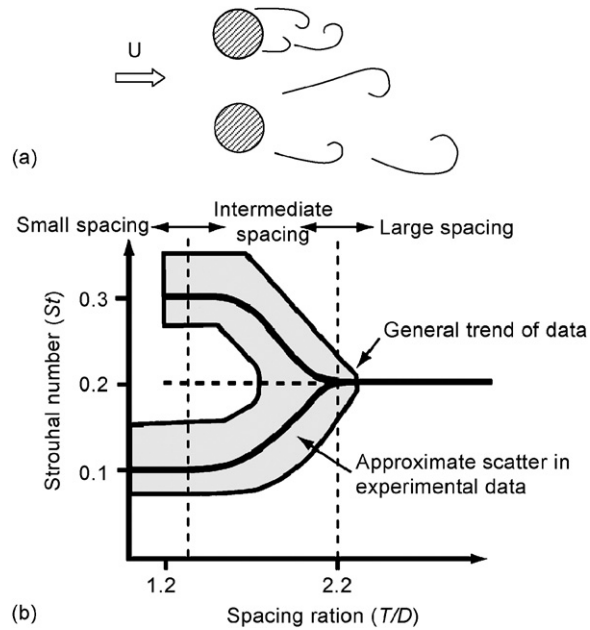 U
(a)
Small spacing
Intermediate
spacing
Large spacing
Strouhal number (St)
0.3
0.2
0.1
General trend of data
Approximate scatter in
experimental data
1.2
2.2
(b)
Spacing ration (T/D)